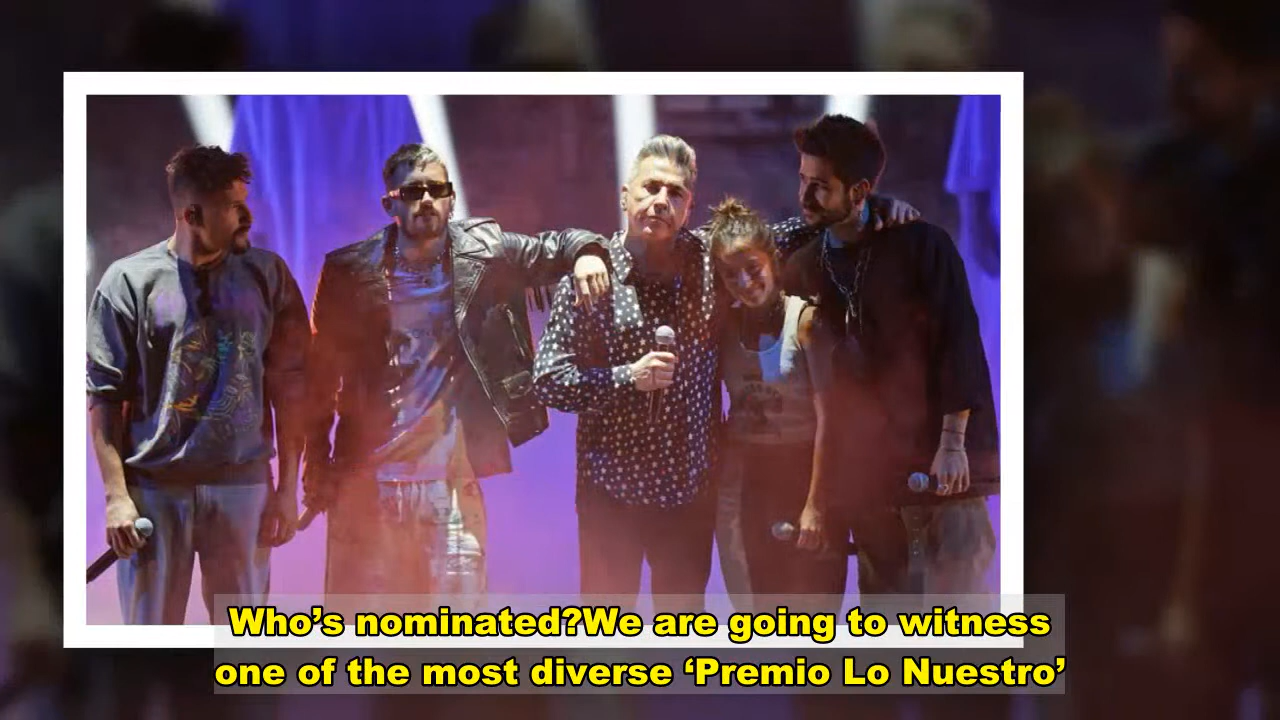 Who’s nominated?We are going to witness
one of the most diverse ‘Premio Lo Nuestro’